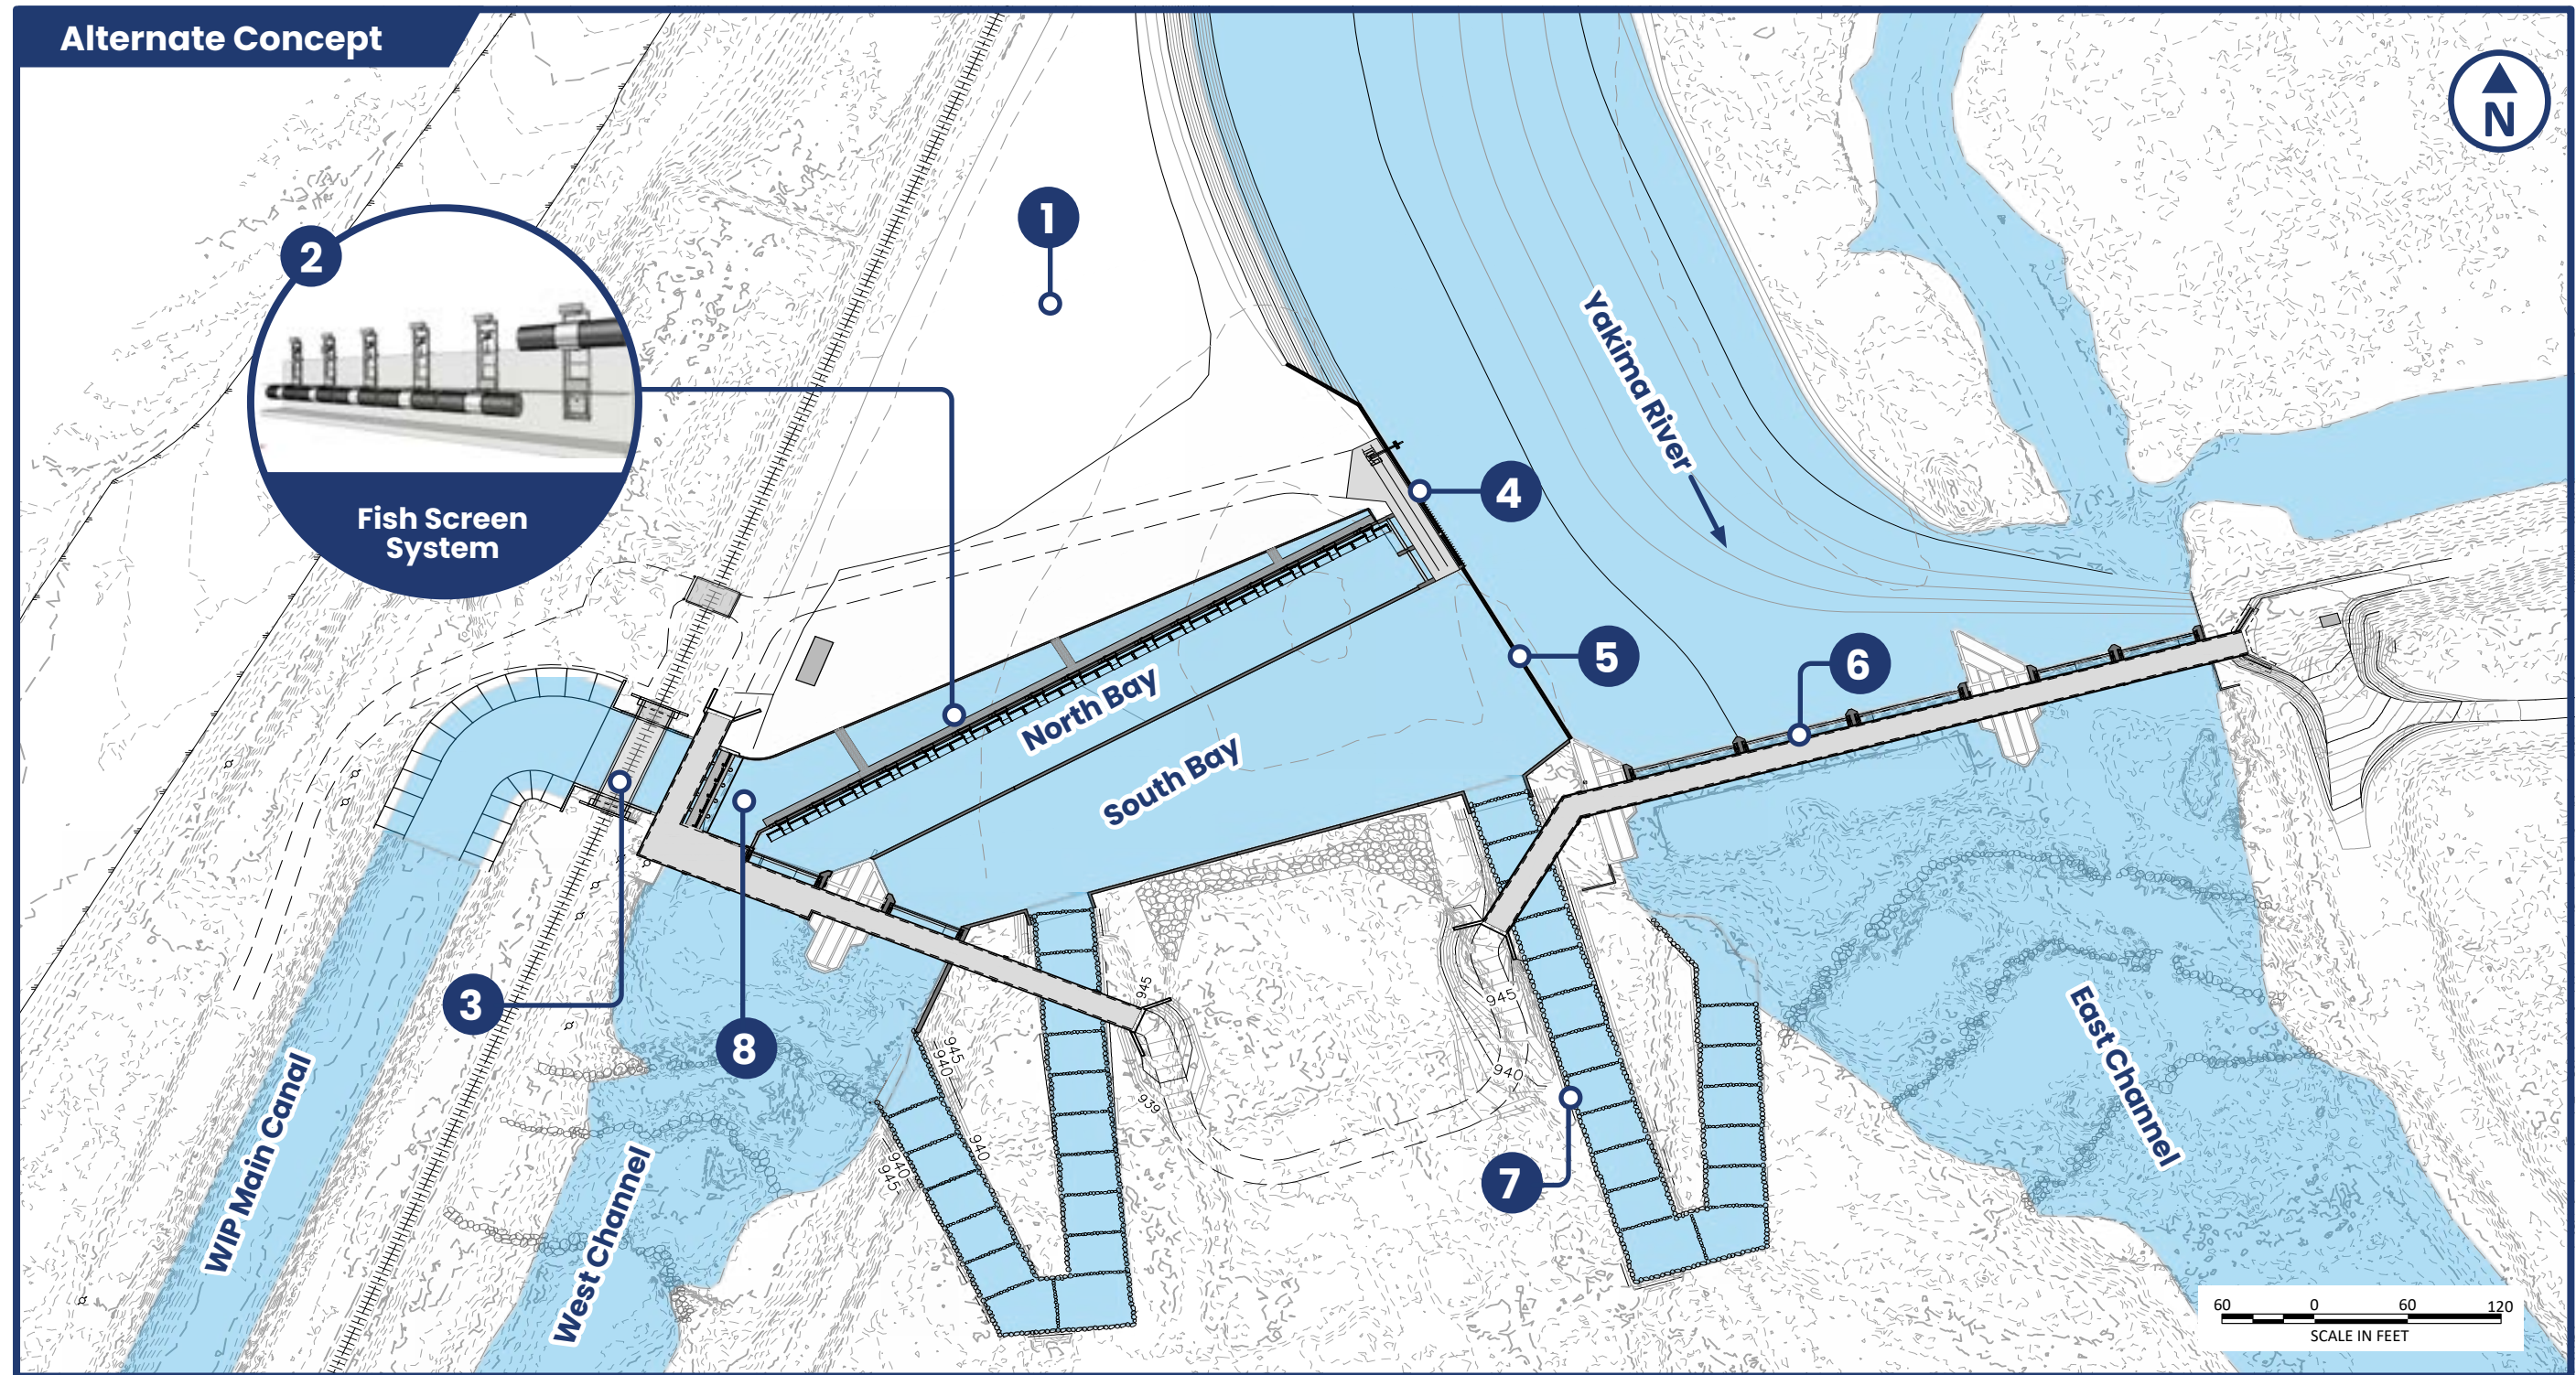 Alternate Concept
N
1
2
Fish Screen
System
Yakima River
4
5
6
North Bay
South Bay
3
8
945
939
945
940
945
940
940
940
945
7
WIP Main Canal
West Channel
East Channel
60 0 60 120
SCALE IN FEET